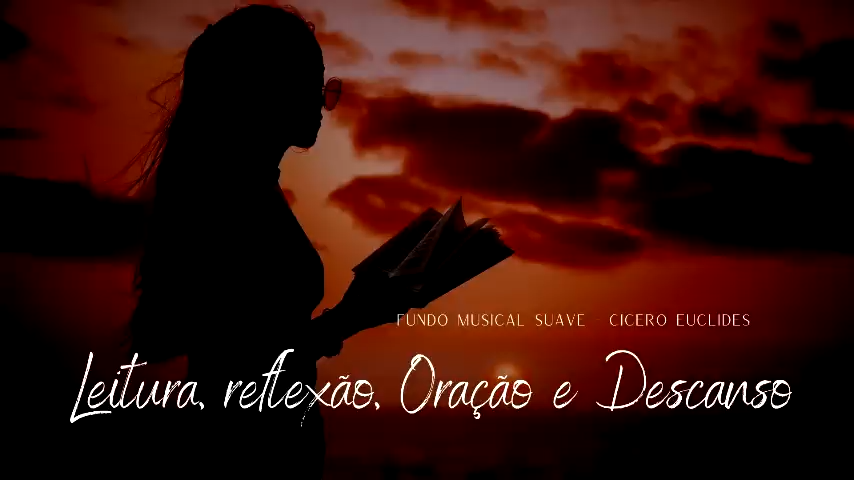 FUNDO MUSICAL SUAVE - CICERO EUCLIDES
Leitura, reflexão, Oração e Descanso